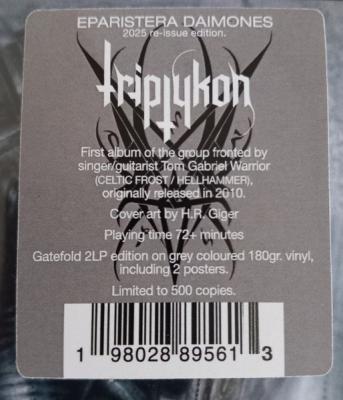 EPARISTERA DAIMONES
2025 re-issue edition.
triptykon
First album of the group fronted by
singer/guitarist Tom Gabriel Warrior
(CELTIC FROST / HELLHAMMER),
originally released in 2010.
Cover art by H.R. Giger
Playing time 72+ minutes
Gatefold 2LP edition on grey coloured 180gr. vinyl,
including 2 posters.
Limited to 500 copies.
1 98028 89561 3